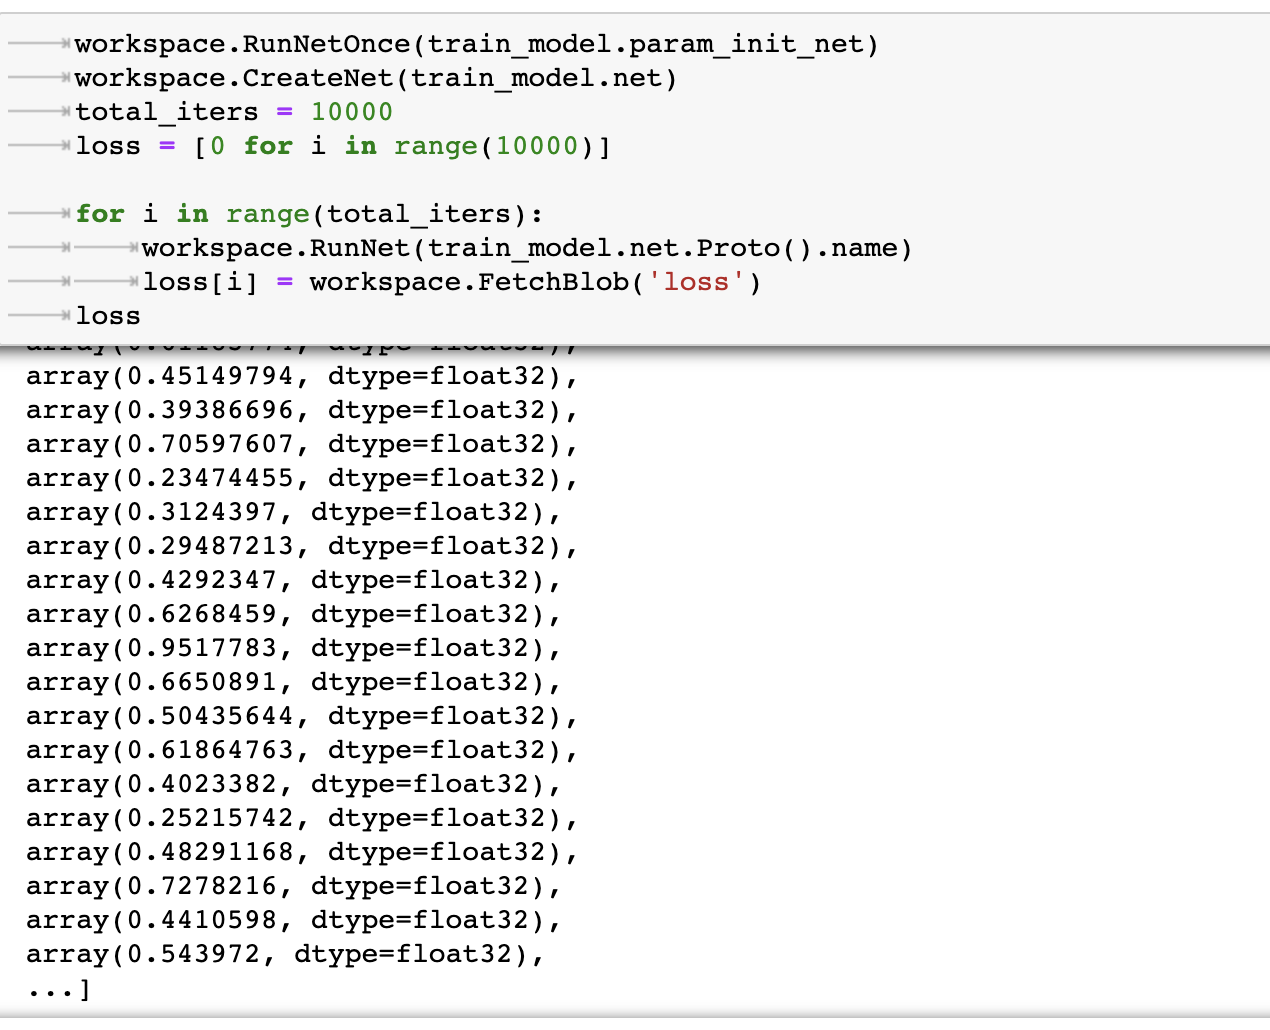 workspace.RunNetOnce(train_model.param_init_net)
workspace.CreateNet(train_model.net)
total_iters = 10000
loss = [0 for i in range(10000)]
for i in range(total_iters):
workspace.RunNet(train_model.net.Proto().name)
loss[i] = workspace.FetchBlob('loss')
loss
array(0.45149794, dtype=float32),
array(0.39386696, dtype=float32),
array(0.70597607, dtype=float32),
array(0.23474455, dtype=float32),
array(0.3124397, dtype=float32),
array(0.29487213, dtype=float32),
array(0.4292347, dtype=float32),
array(0.6268459, dtype=float32),
array(0.9517783, dtype=float32),
array(0.6650891, dtype=float32),
array(0.50435644, dtype=float32),
array(0.61864763, dtype=float32),
array(0.4023382, dtype=float32),
array(0.25215742, dtype=float32),
array(0.48291168, dtype=float32),
array(0.7278216, dtype=float32),
array(0.4410598, dtype=float32),
array(0.543972, dtype=float32),
...]